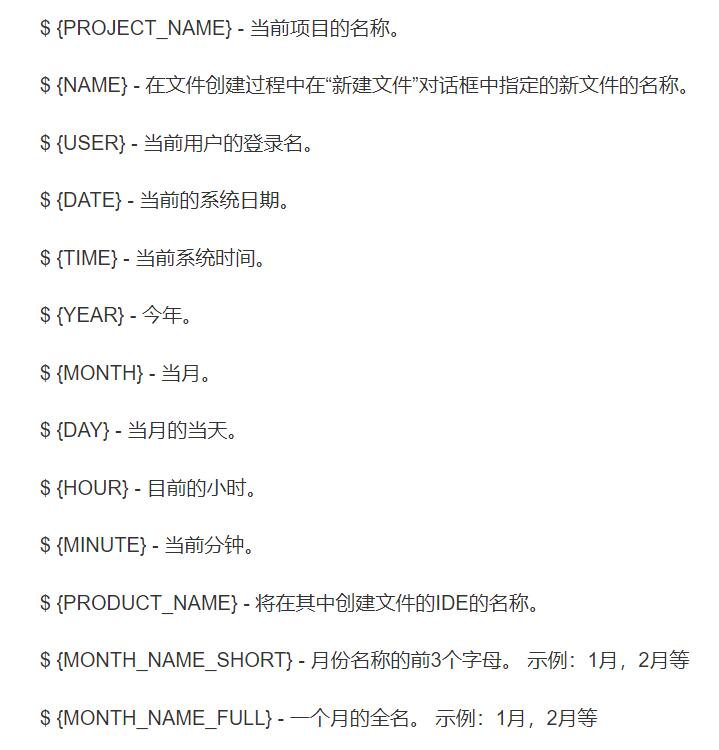 $ {PROJECT_NAME} - 当前项目的名称。
$ {NAME} - 在文件创建过程中在“新建文件”对话框中指定的新文件的名称。
$ {USER} - 当前用户的登录名。
$ {DATE} - 当前的系统日期。
$ {TIME} - 当前系统时间。
$ {YEAR} - 今年。
$ {MONTH} - 当月。
$ {DAY} - 当月的当天。
$ {HOUR} - 目前的小时。
$ {MINUTE} - 当前分钟。
$ {PRODUCT_NAME} - 将在其中创建文件的IDE的名称。
$ {MONTH_NAME_SHORT} - 月份名称的前3个字母。 示例：1月，2月等
$ {MONTH_NAME_FULL} - 一个月的全名。 示例：1月，2月等